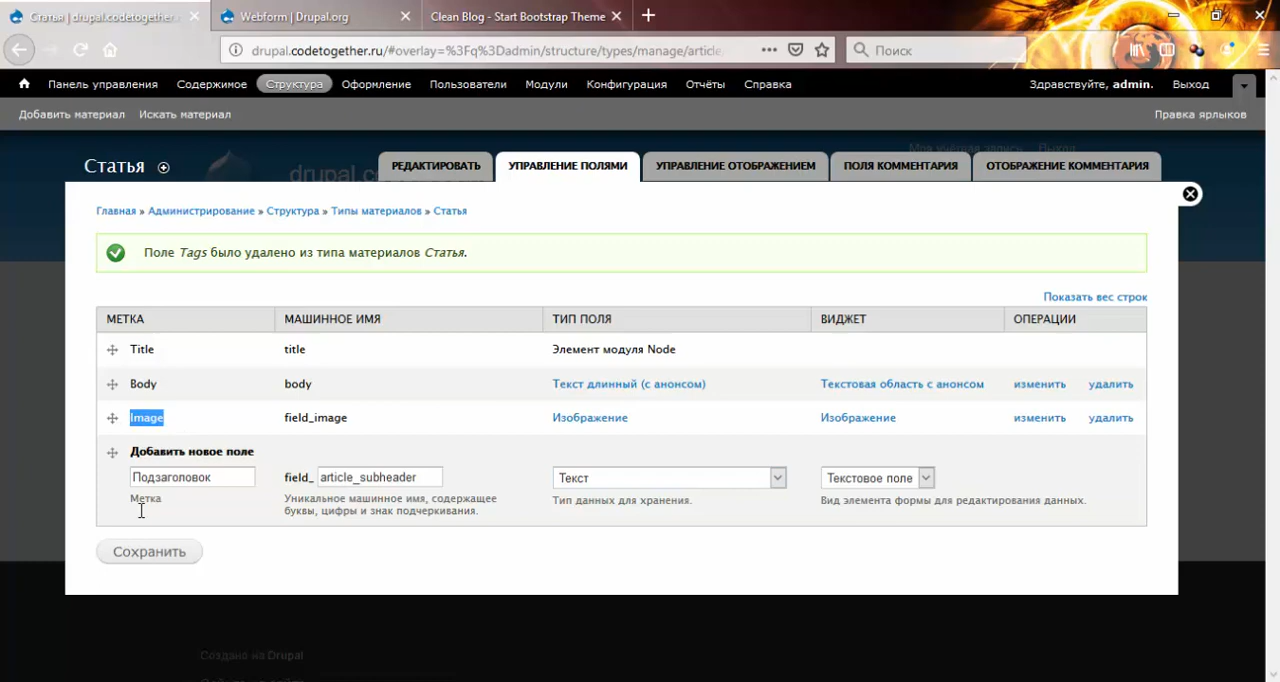 Статья | drupal.codetogether.r
Webform | Drupal.org
Clean Blog - Start Bootstrap Theme
drupal.codetogether.ru/#overlay=%3Fq%3Dadmin/structure/types/manage/article
Поиск
Панель управления Содержимое Структура Оформление Пользователи Модули Конфигурация Отчёты Справка Здравствуйте, admin. Выход
Добавить материал Искать материал Правка ярлыков
Моя учётная запись Выход
Статья
РЕДАКТИРОВАТЬ УПРАВЛЕНИЕ ПОЛЯМИ УПРАВЛЕНИЕ ОТОБРАЖЕНИЕМ ПОЛЯ КОММЕНТАРИЯ ОТОБРАЖЕНИЕ КОММЕНТАРИЯ
Главная » Администрирование » Структура » Типы материалов » Статья
Поле Tags было удалено из типа материалов Статья.
Показать вес строк
МЕТКА МАШИННОЕ ИМЯ ТИП ПОЛЯ ВИДЖЕТ ОПЕРАЦИИ
Title title Элемент модуля Node
Body body Текст длинный (с анонсом) Текстовая область с анонсом изменить удалить
Image field_image Изображение Изображение изменить удалить
Добавить новое поле
Подзаголовок field_ article_subheader Текст Текстовое поле
Метка Уникальное машинное имя, содержащее Тип данных для хранения. Вид элемента формы для редактирования данных.
буквы, цифры и знак подчеркивания.
Сохранить
Создано на Drupal